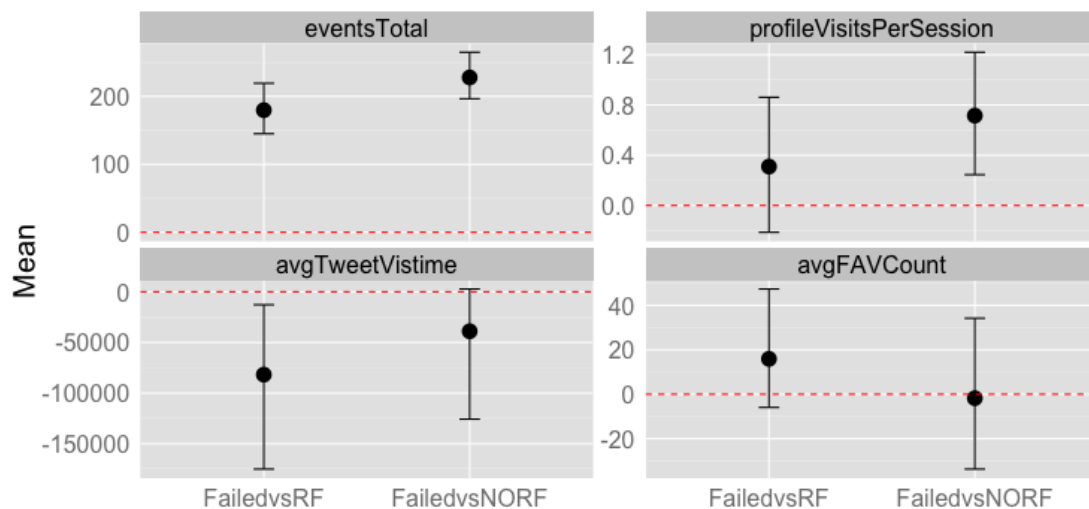 eventsTotal
profileVisitsPerSession
200
100
0
1.2
0.8
0.4
0.0
Mean
avgTweetVistime
avgFAVCount
0
-50000
-100000
-150000
40
20
0
-20
FailedvsRF
FailedvsNORF
FailedvsRF
FailedvsNORF